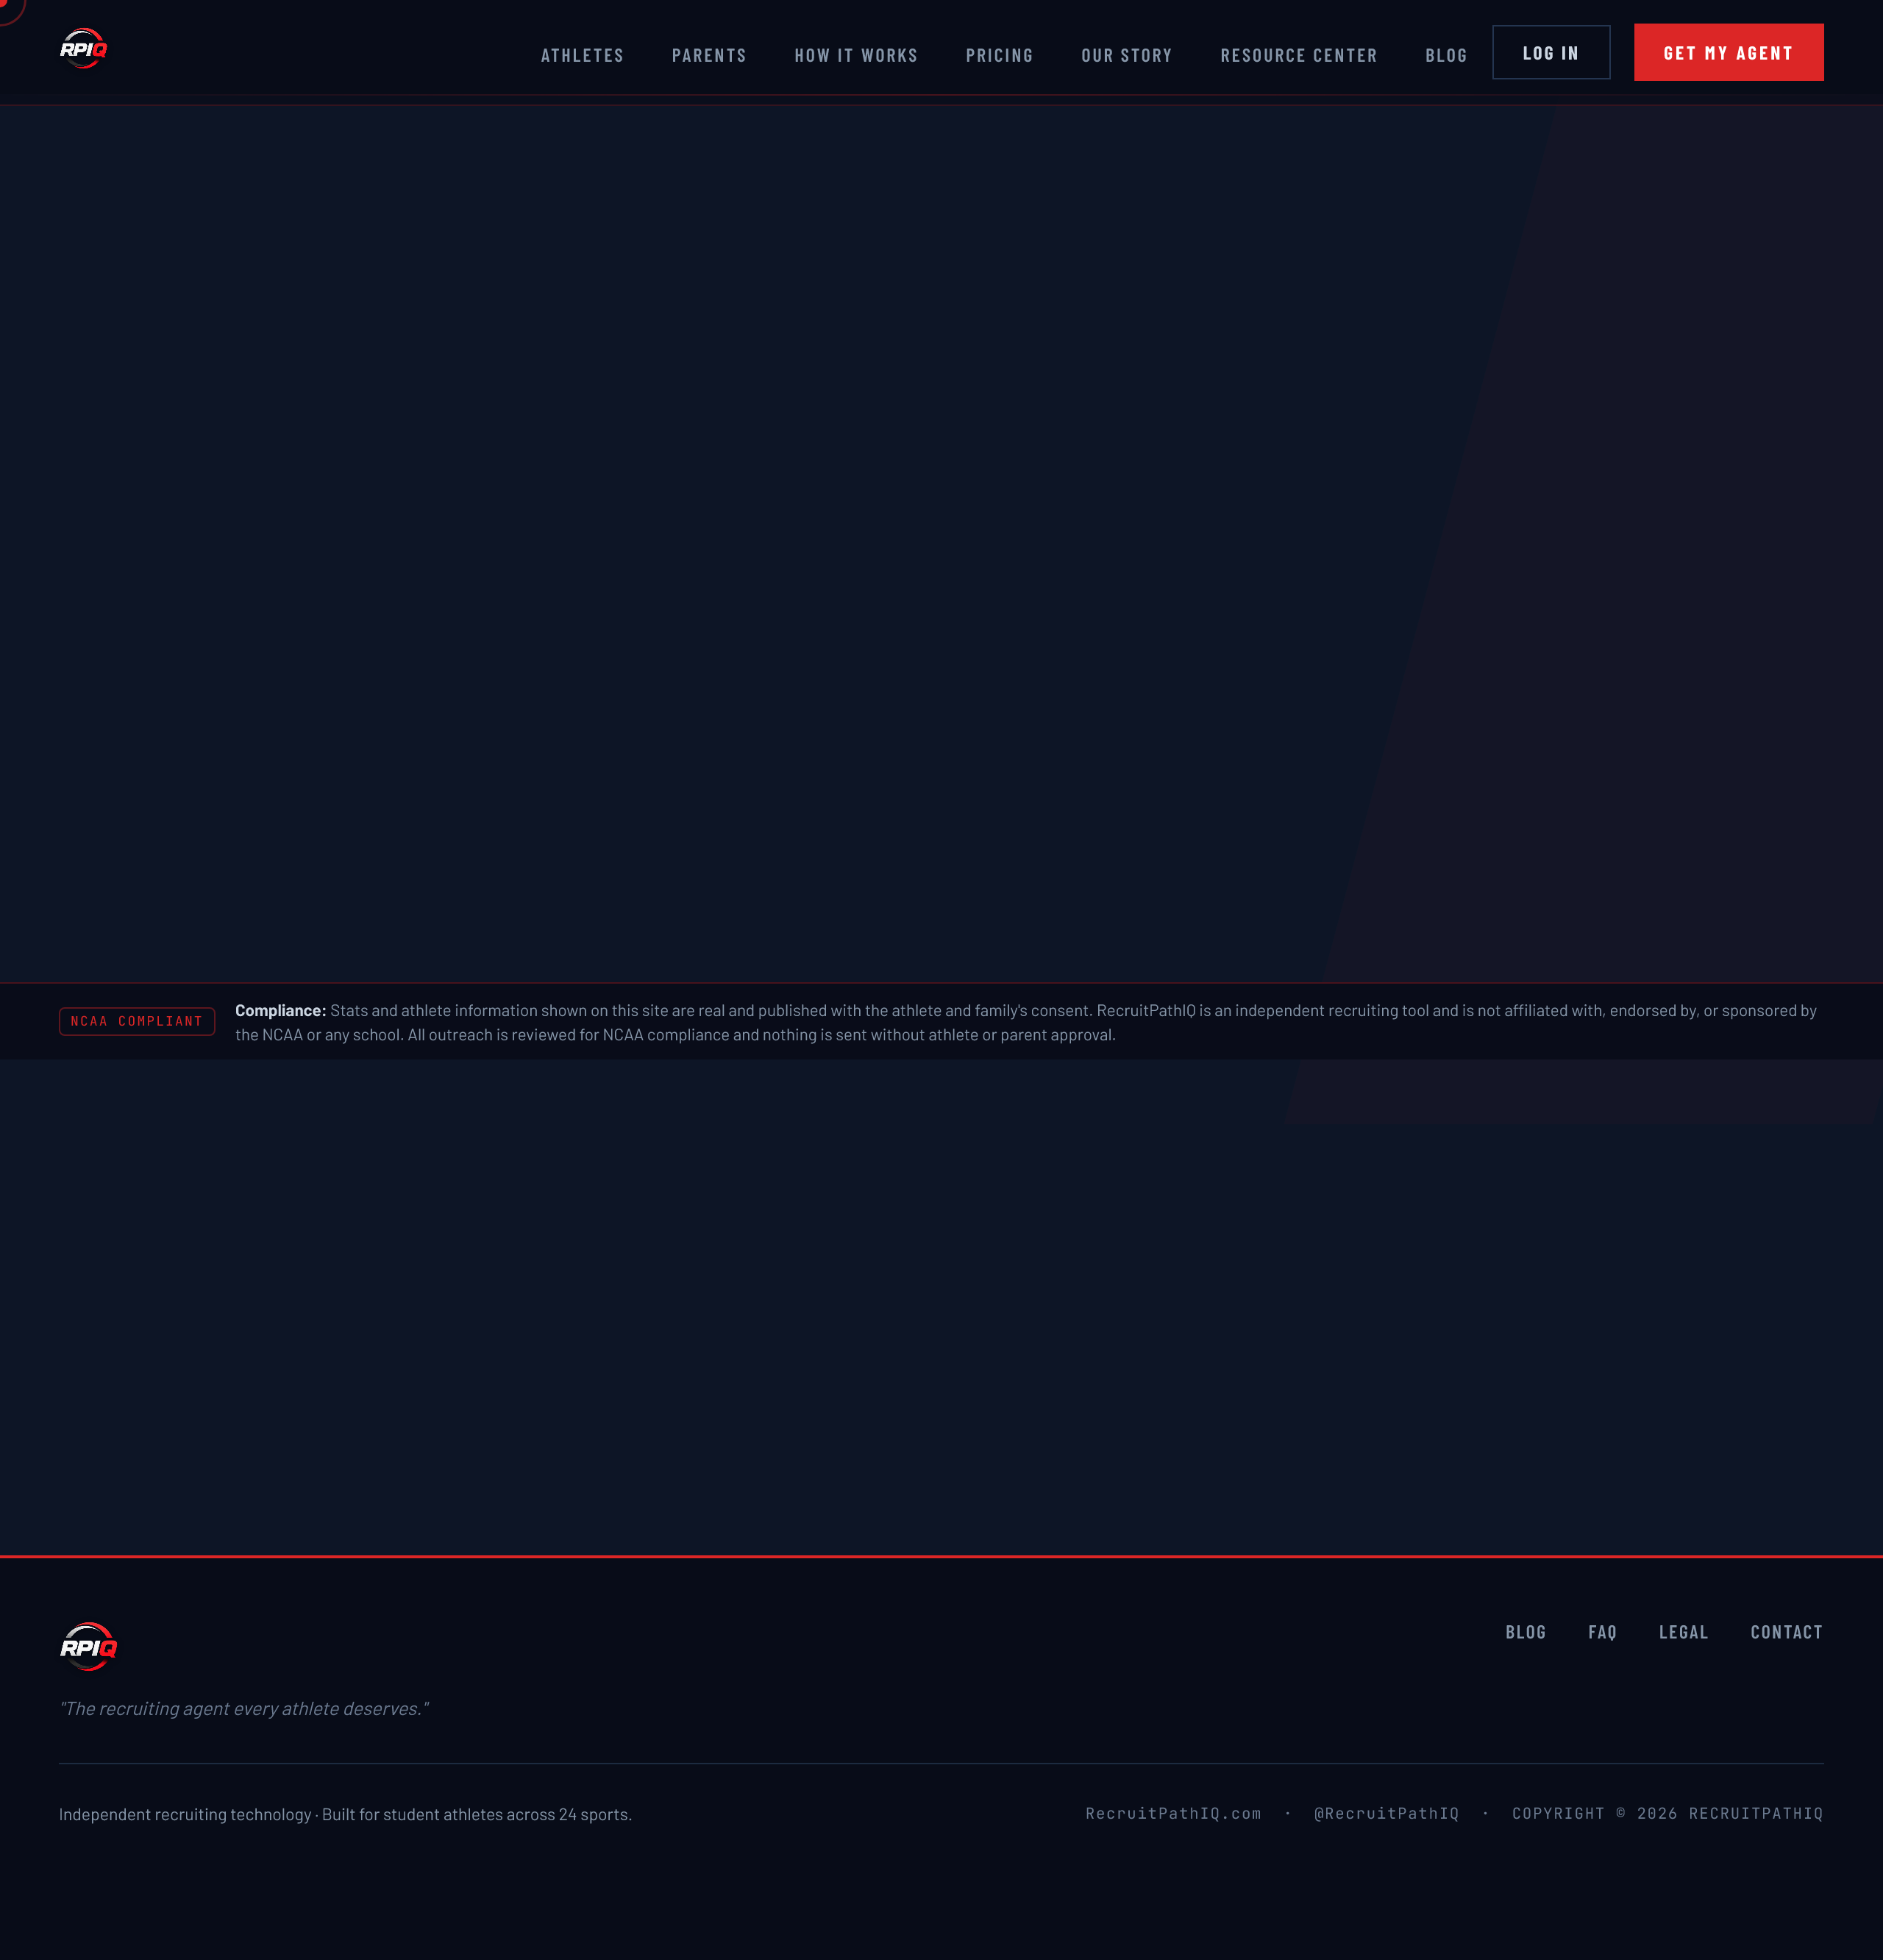 RPIQ
ATHLETES PARENTS HOW IT WORKS PRICING OUR STORY RESOURCE CENTER BLOG LOG IN GET MY AGENT
NCAA COMPLIANT
Compliance: Stats and athlete information shown on this site are real and published with the athlete and family's consent. RecruitPathIQ is an independent recruiting tool and is not affiliated with, endorsed by, or sponsored by
the NCAA or any school. All outreach is reviewed for NCAA compliance and nothing is sent without athlete or parent approval.
RPIQ
BLOG FAQ LEGAL CONTACT
"The recruiting agent every athlete deserves."
Independent recruiting technology · Built for student athletes across 24 sports.
RecruitPathIQ.com · @RecruitPathIQ · COPYRIGHT © 2026 RECRUITPATHIQ